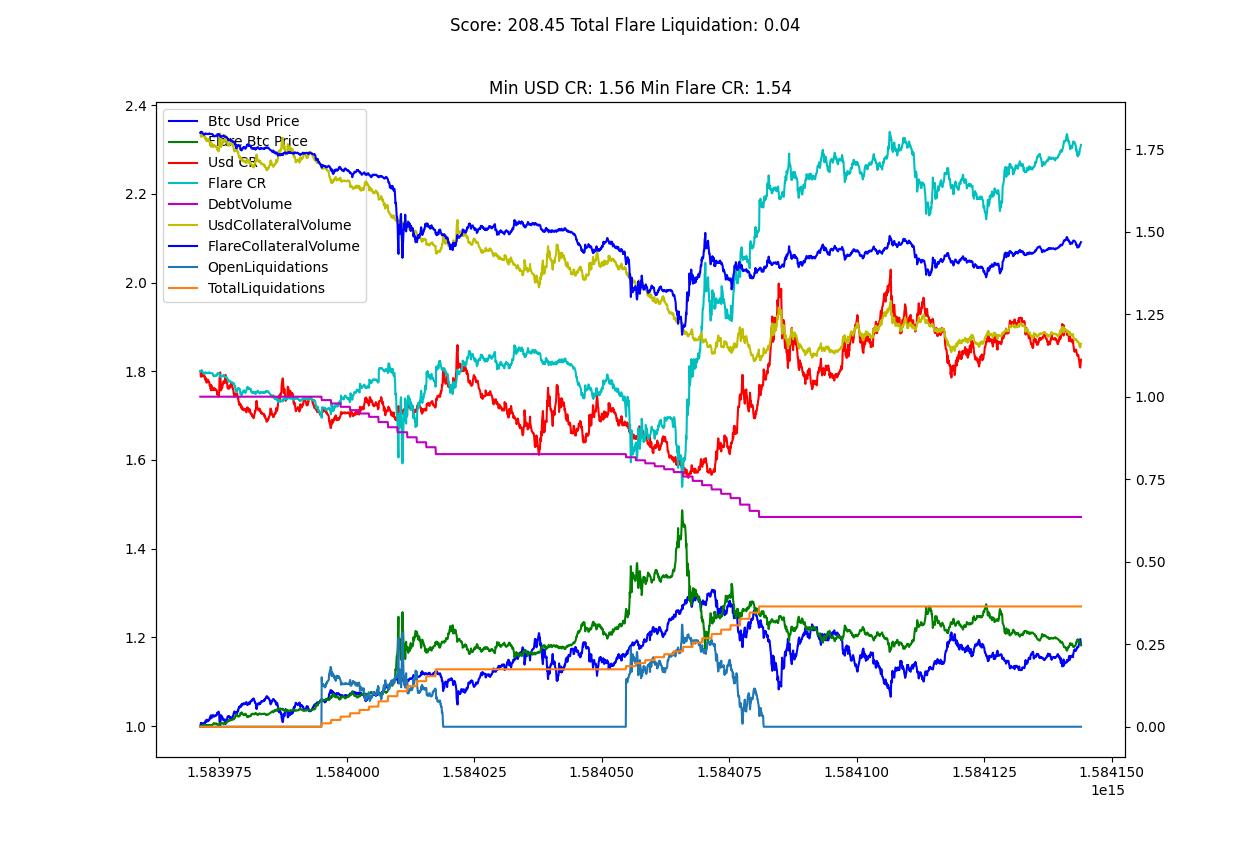 Score: 208.45 Total Flare Liquidation: 0.04
Min USD CR: 1.56 Min Flare CR: 1.54
Btc Usd Price
Flare Btc Price
Usd CR
Flare CR
DebtVolume
UsdCollateralVolume
FlareCollateralVolume
OpenLiquidations
TotalLiquidations
2.4
2.2
2.0
1.8
1.6
1.4
1.2
1.0
1.75
1.50
1.25
1.00
0.75
0.50
0.25
0.00
1.583975 1.584000 1.584025 1.584050 1.584075 1.584100 1.584125 1.584150
1e15